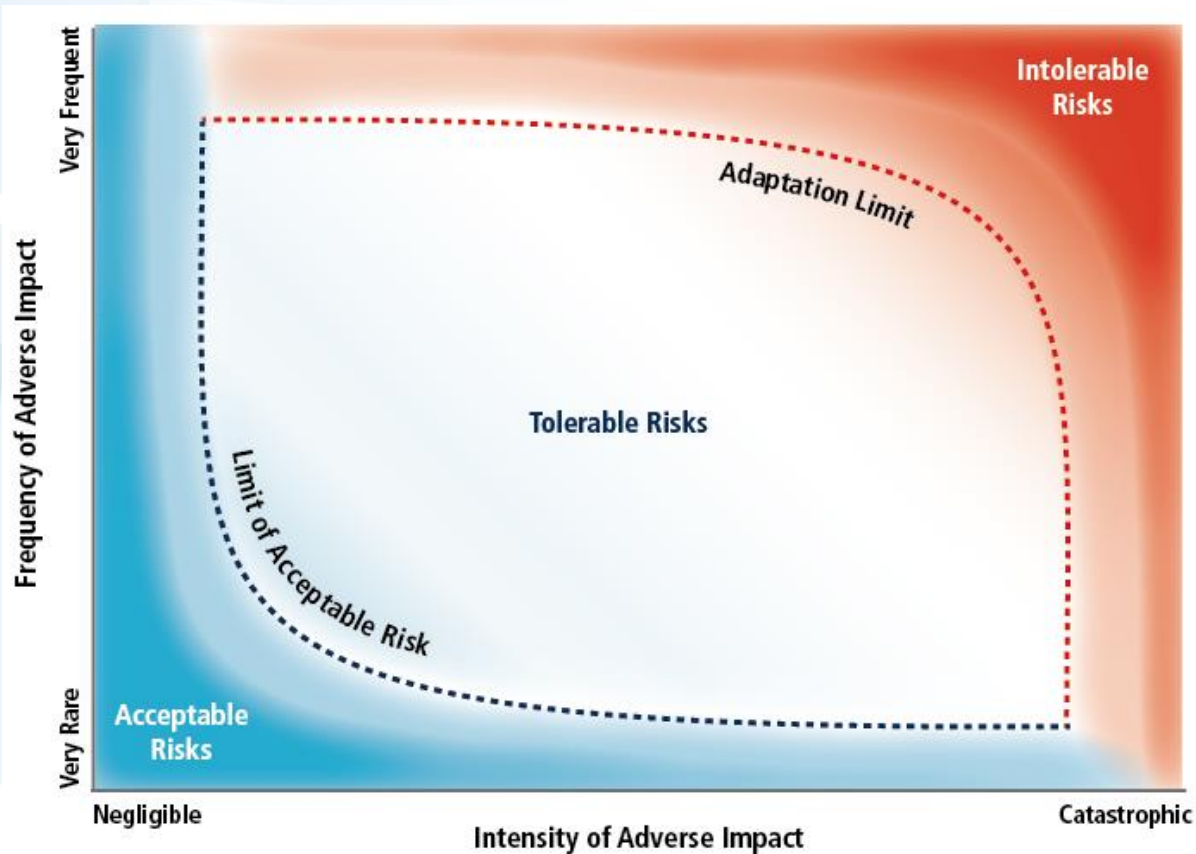 Very Frequent
Intolerable
Risks
Adaptation Limit
Frequency of Adverse Impact
Tolerable Risks
Limit of Acceptable Risk
Very Rare
Acceptable
Risks
Negligible
Catastrophic
Intensity of Adverse Impact